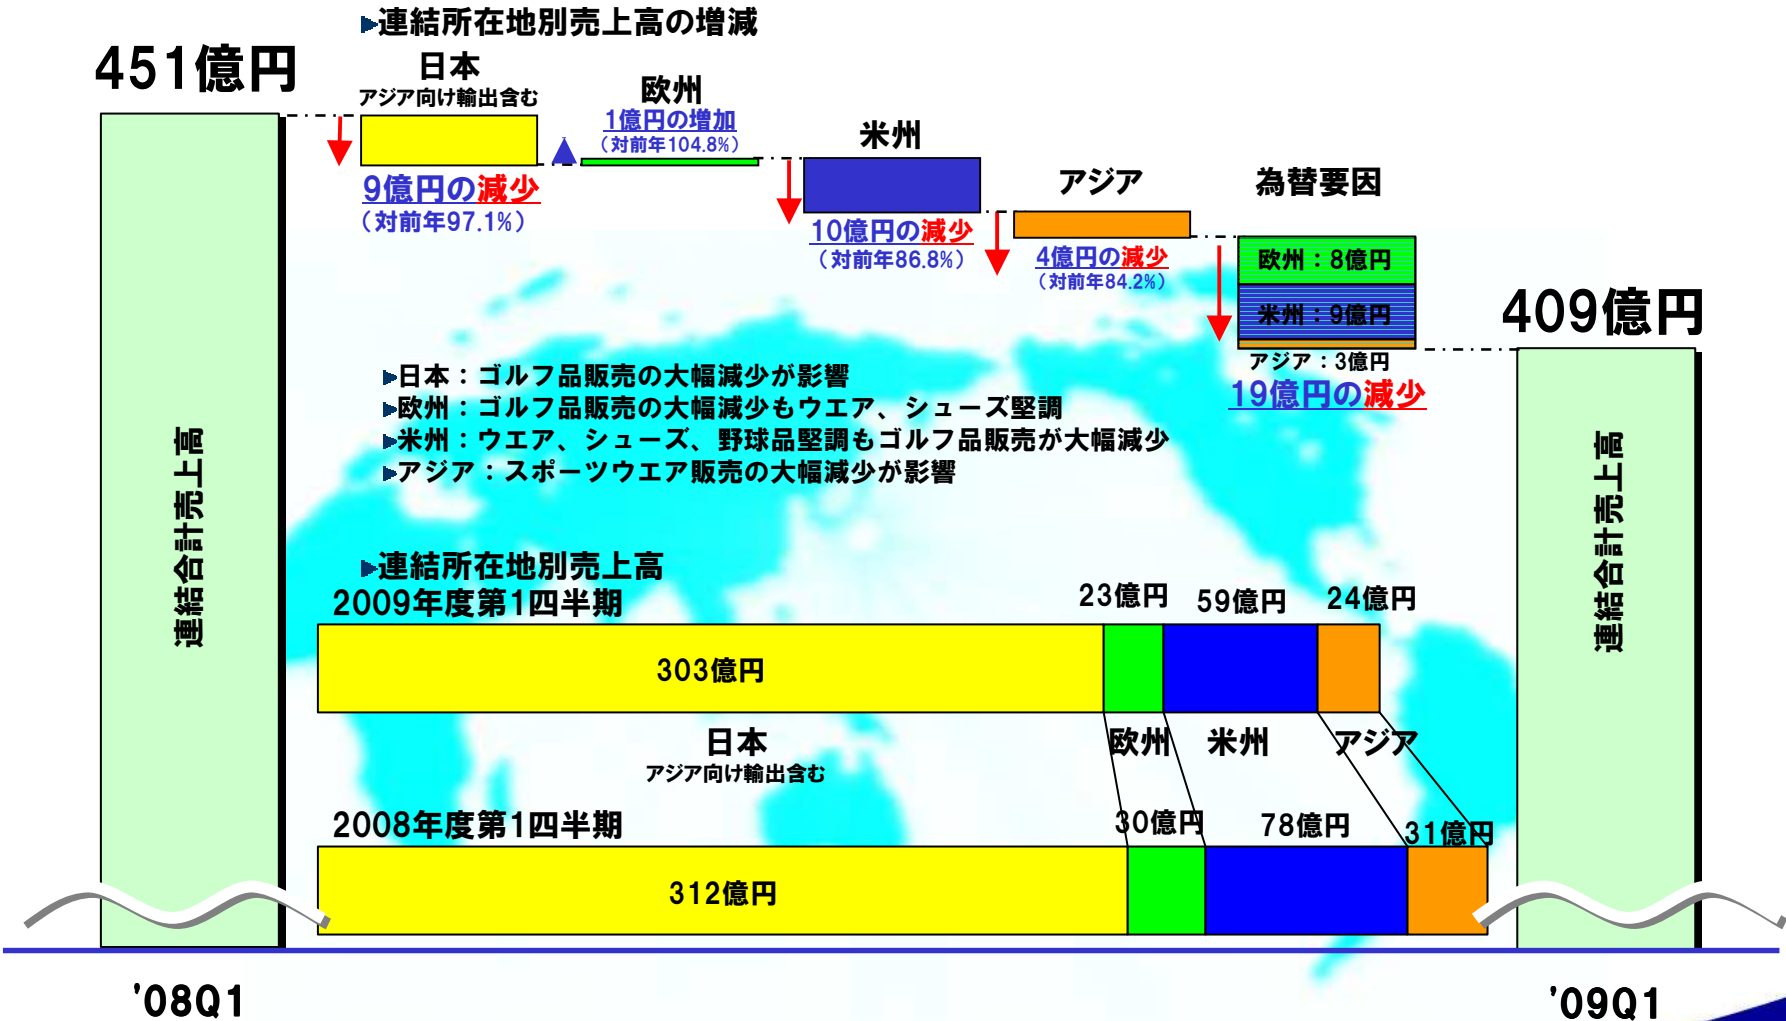 ▶連結所在地別売上高の増減
451億円
日本
アジア向け輸出含む
9億円の減少
(対前年97.1%)
欧州
1億円の増加
(対前年104.8%)
米州
10億円の減少
(対前年86.8%)
アジア
4億円の減少
(対前年84.2%)
為替要因
欧州:8億円
米州:9億円
アジア:3億円
19億円の減少
409億円
▶日本:ゴルフ品販売の大幅減少が影響
▶欧州:ゴルフ品販売の大幅減少もウエア、シューズ堅調
▶米州:ウエア、シューズ、野球品堅調もゴルフ品販売が大幅減少
▶アジア:スポーツウエア販売の大幅減少が影響
連結合計売上高
連結合計売上高
▶連結所在地別売上高
2009年度第1四半期
23億円
59億円
24億円
303億円
日本
アジア向け輸出含む
欧州
米州
アジア
2008年度第1四半期
30億円
78億円
31億円
312億円
'08Q1
'09Q1